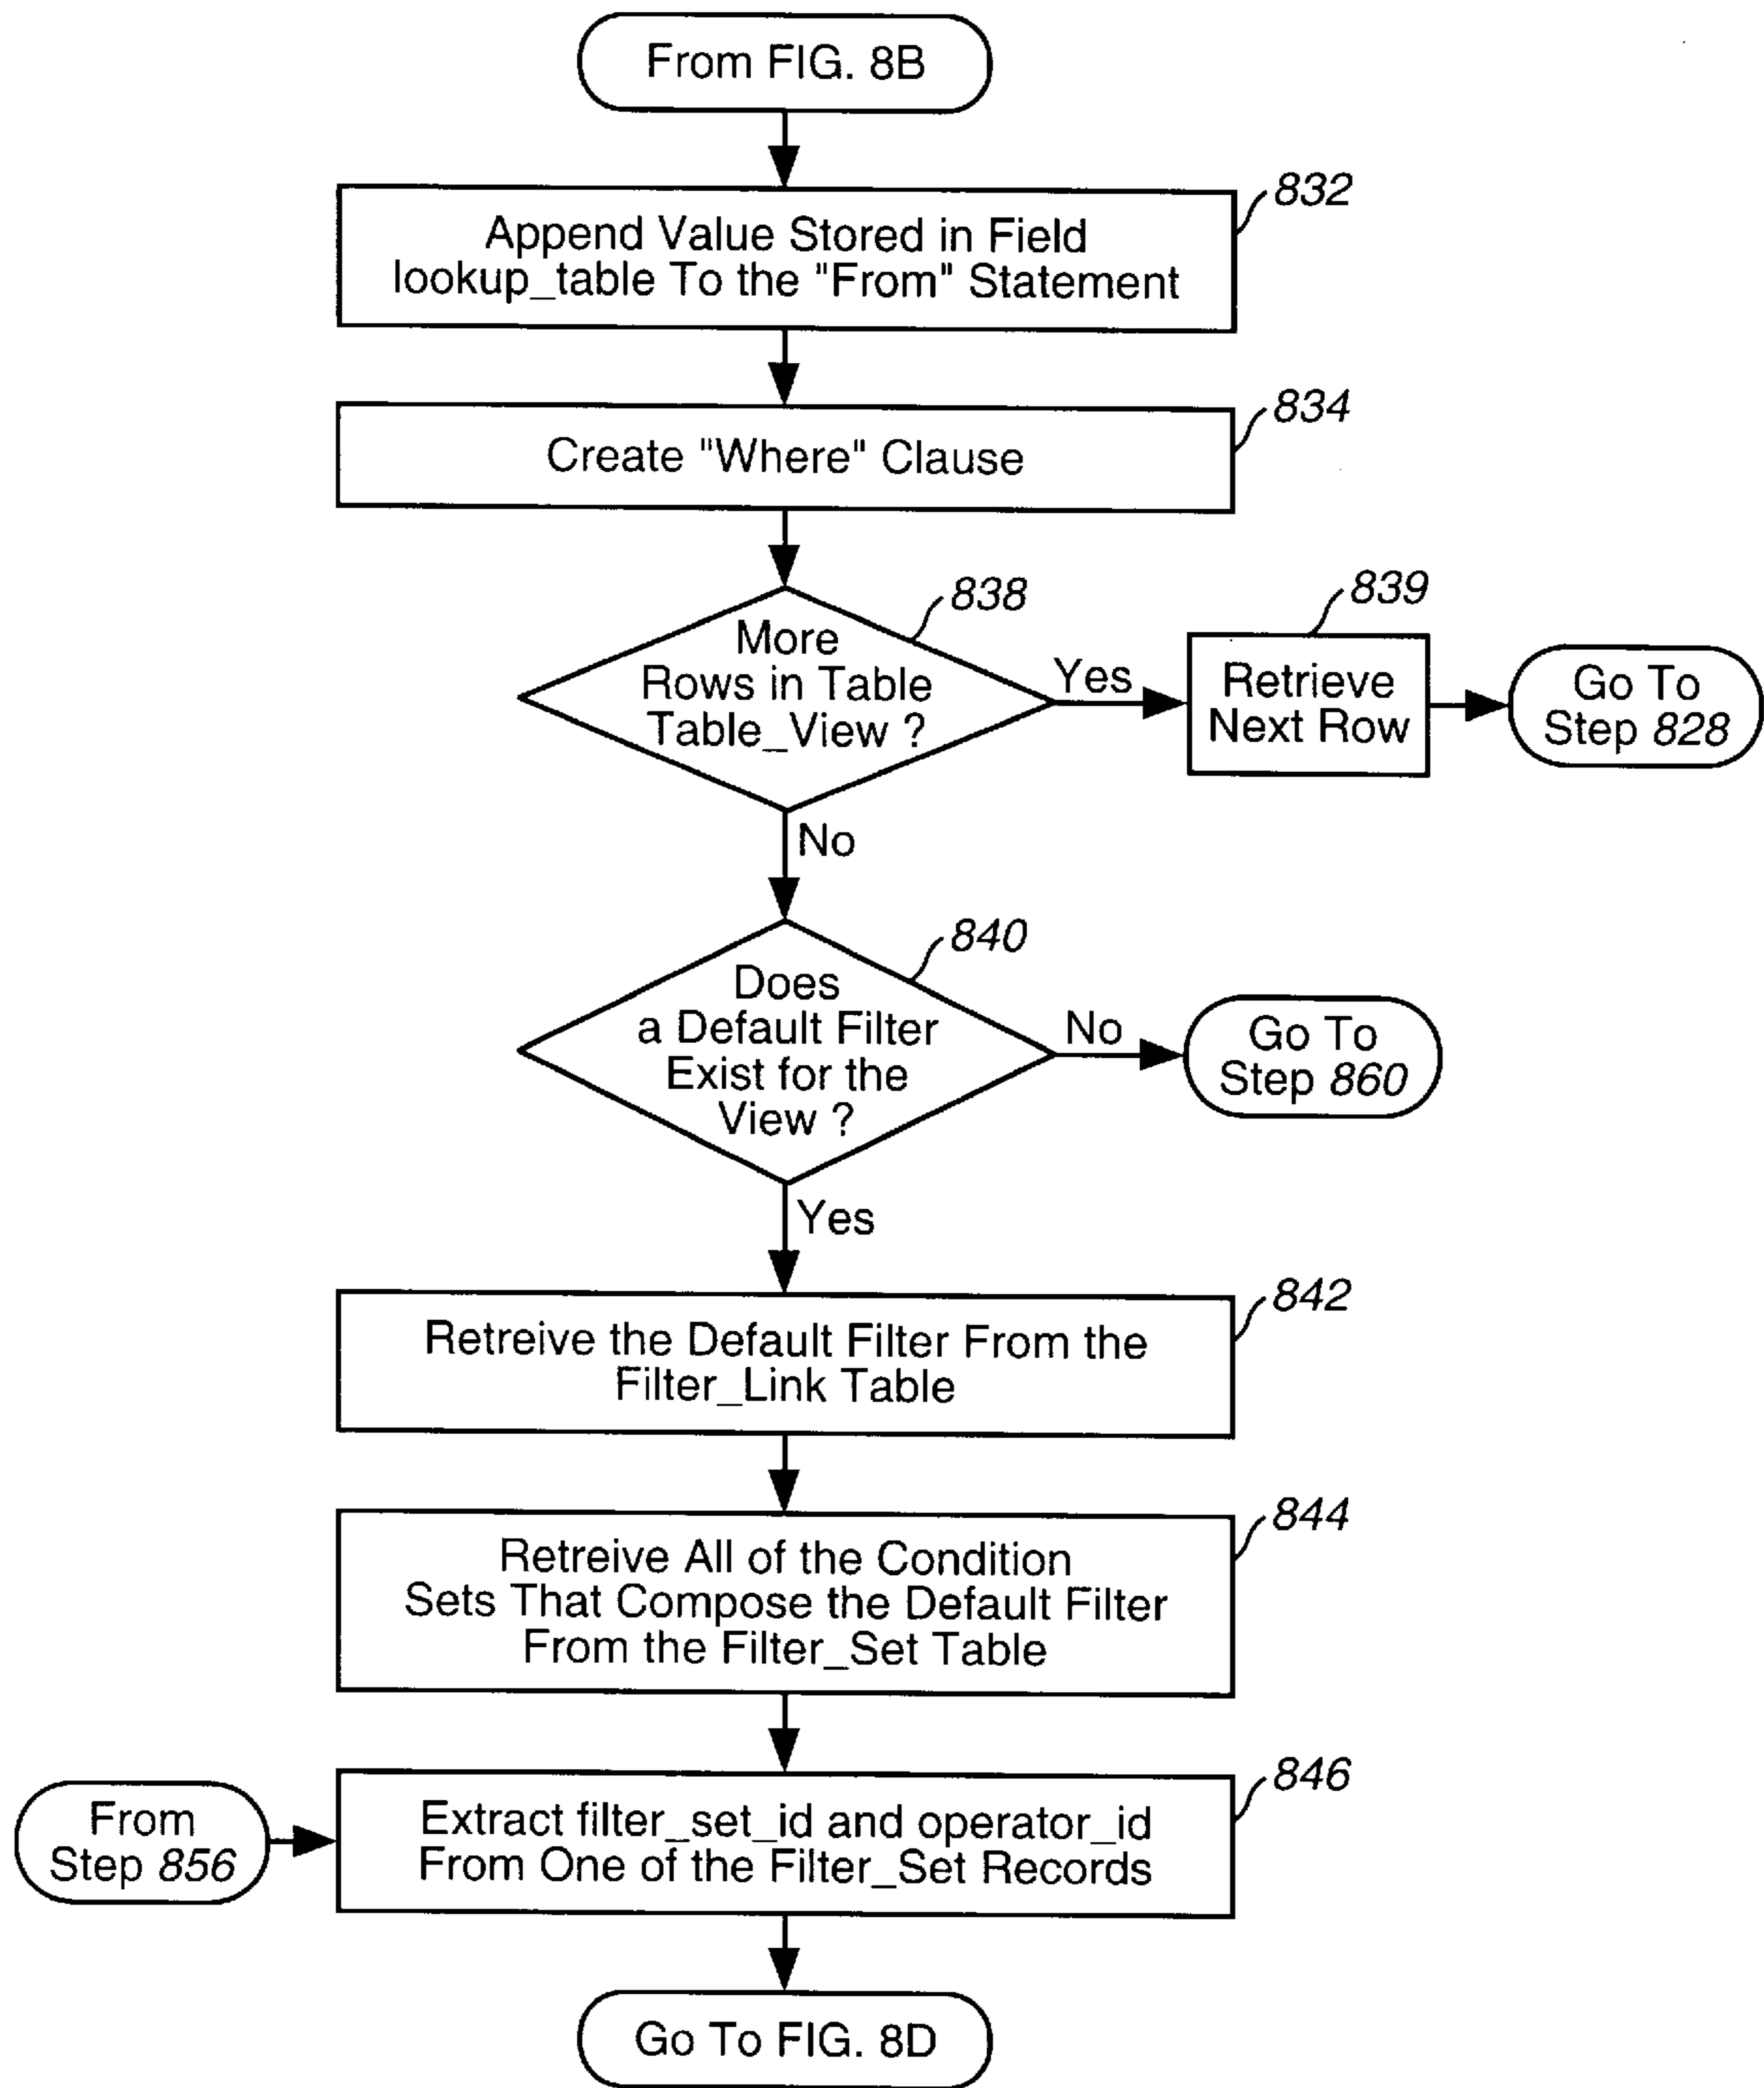 From FIG. 8B
832
Append Value Stored in Field
lookup_table To the "From" Statement
834
Create "Where" Clause
838
More
Rows in Table
Table_View ?
Yes
839
Retrieve
Next Row
Go To
Step 828
No
840
Does
a Default Filter
Exist for the
View ?
No
Go To
Step 860
Yes
842
Retreive the Default Filter From the
Filter_Link Table
844
Retreive All of the Condition
Sets That Compose the Default Filter
From the Filter_Set Table
846
From
Step 856
Extract filter_set_id and operator_id
From One of the Filter_Set Records
Go To FIG. 8D